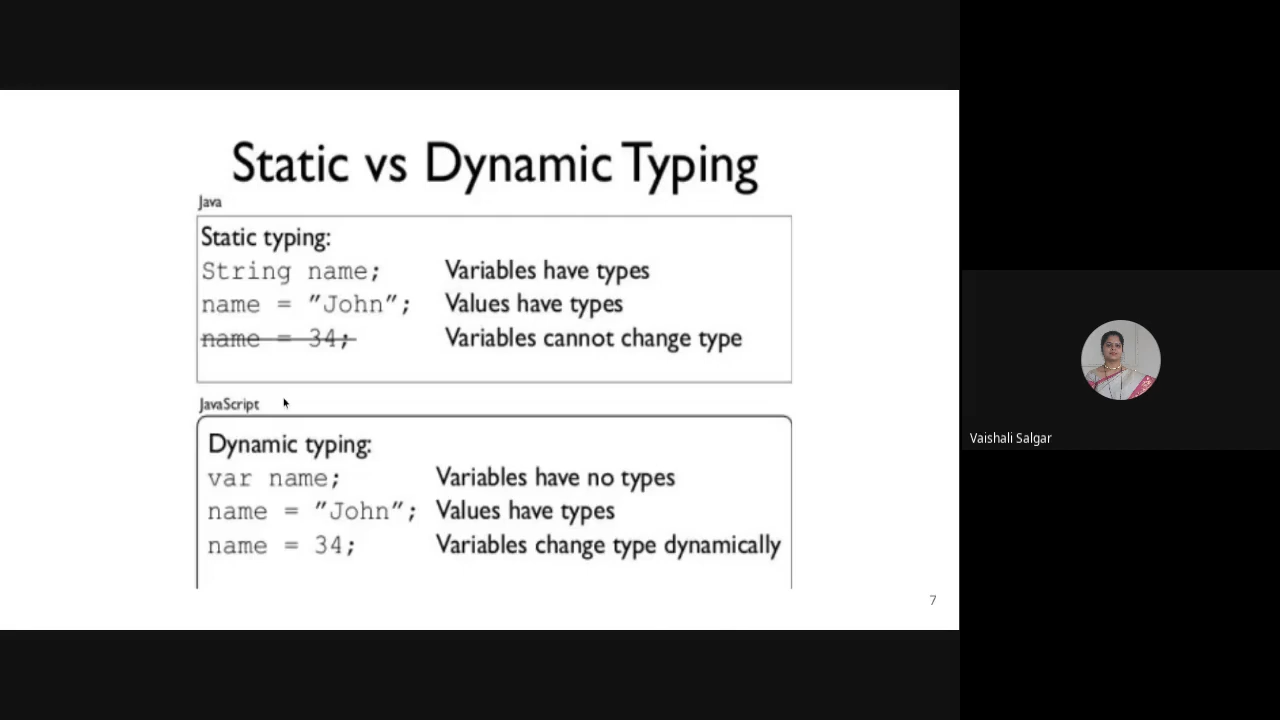 Static vs Dynamic Typing
Java
Static typing:
String name; Variables have types
name = ”John”; Values have types
name = 34; Variables cannot change type
JavaScript
Dynamic typing:
var name; Variables have no types
name = ”John”; Values have types
name = 34; Variables change type dynamically
7
Vaishali Salgar